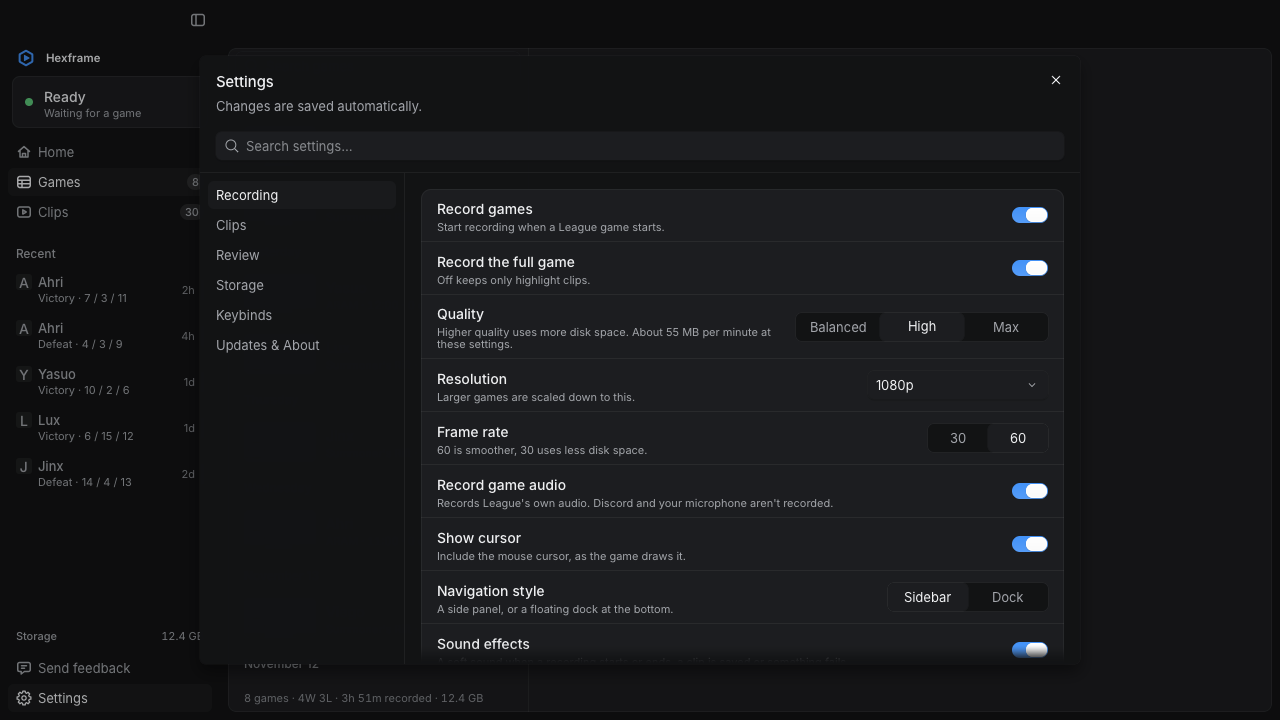 Hexframe
Ready
Waiting for a game
Home
Games 8
Clips 30
Recent
A Ahri
Victory · 7 / 3 / 11
2h
A Ahri
Defeat · 4 / 3 / 9
4h
Y Yasuo
Victory · 10 / 2 / 6
1d
L Lux
Victory · 6 / 15 / 12
1d
J Jinx
Defeat · 14 / 4 / 13
2d
Storage 12.4 GB
Send feedback
Settings
Settings
Changes are saved automatically.
Search settings...
Recording
Clips
Review
Storage
Keybinds
Updates & About
Record games
Start recording when a League game starts.
Record the full game
Off keeps only highlight clips.
Quality
Higher quality uses more disk space. About 55 MB per minute at
these settings.
Balanced High Max
Resolution
Larger games are scaled down to this.
1080p
Frame rate
60 is smoother, 30 uses less disk space.
30 60
Record game audio
Records League's own audio. Discord and your microphone aren't recorded.
Show cursor
Include the mouse cursor, as the game draws it.
Navigation style
A side panel, or a floating dock at the bottom.
Sidebar Dock
Sound effects
November 12
8 games · 4W 3L · 3h 51m recorded · 12.4 GB